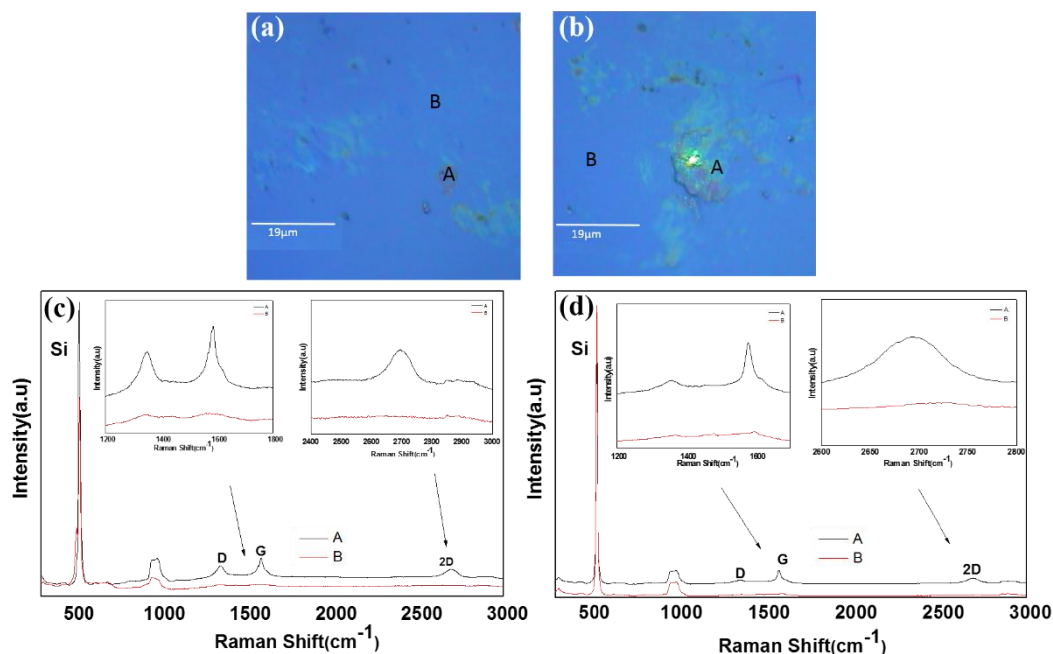 (a)
B
A
19μm
(b)
B
A
19μm
(c)
Si
Intensity(a.u)
Intensity(a.u)
A
B
1200 1400 1600 1800
Raman Shift(cm-1)
Intensity(a.u)
A
B
2400 2500 2600 2700 2800 2900 3000
Raman Shift(cm-1)
D
G
2D
A
B
500 1000 1500 2000 2500 3000
Raman Shift(cm-1)
(d)
Si
Intensity(a.u)
Intensity(a.u)
A
B
1200 1400 1600
Raman Shift(cm-1)
Intensity(a.u)
A
B
2600 2650 2700 2750 2800
Raman Shift(cm-1)
D
G
2D
A
B
500 1000 1500 2000 2500 3000
Raman Shift(cm-1)